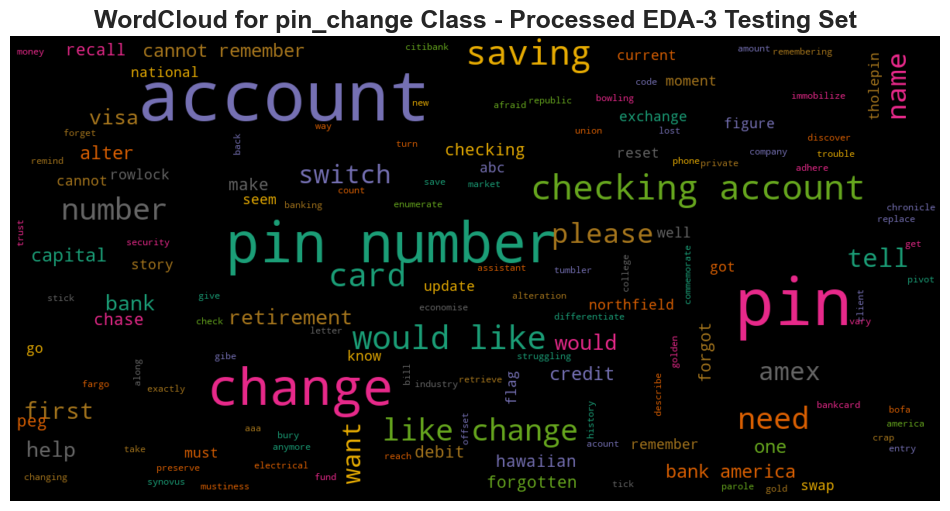 WordCloud for pin_change Class - Processed EDA-3 Testing Set
money recall cannot remember citibank saving current amount remembering
national account new afraid republic bowling code moment immobilize tholepin name
visa forget back way turn union exchange lost figure discover
remind alter rowlock switch checking abc reset phone private company trouble adhere
cannot make seem banking count save market enumerate checking account
number pin number please well chronicle replace
trust security capital story card assistant tumbler college commemorate got tell get
stick bank give update economise alteration northfield pivot
chase check retirement letter would like differentiate would pin client vary
go along gibe know struggling forgot golden
fargo exactly change bill industry retrieve flag credit describe amex bankcard
first peg like change offset history need bofa america crap
help take must aaa bury anymore want reach debit hawaiian acount remember one entry
changing preserve synovus mustiness electrical fund forgotten tick bank america parole gold swap